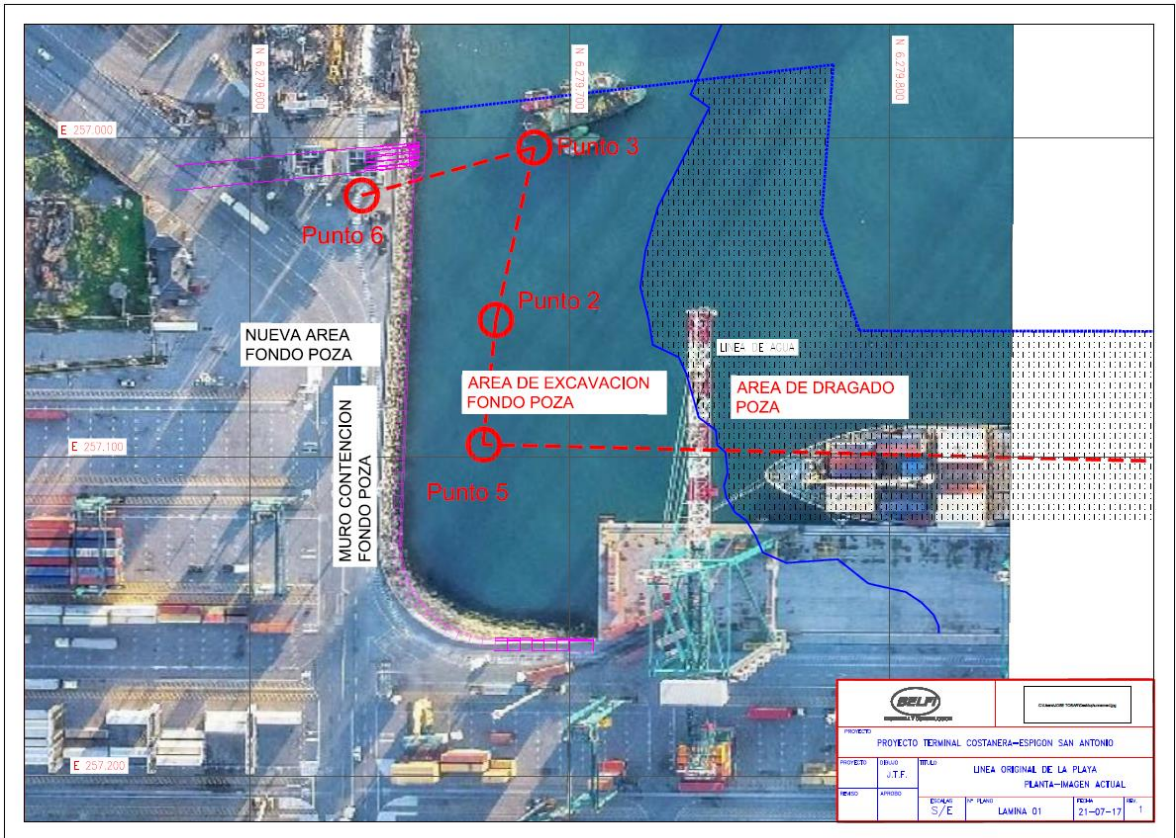 N 6.279.600
N 6.279.700
N 6.279.800
E 257.000
Punto 3
Punto 6
Punto 2
NUEVA AREA
FONDO POZA
LINEA DE AGUA
AREA DE EXCAVACION
FONDO POZA
AREA DE DRAGADO
POZA
MURO CONTENCION
FONDO POZA
E 257.100
Punto 5
E 257.200
BELFI
PROYECTO
PROYECTO TERMINAL COSTANERA-ESPIGON SAN ANTONIO
PROYECTO
DIBUJO
J.T.F.
TITULO
LINEA ORIGINAL DE LA PLAYA
PLANTA-IMAGEN ACTUAL
REVISO
APROBO
ESCALAS
S/E
Nº PLANO
LAMINA 01
FECHA
21-07-17
REV.
1